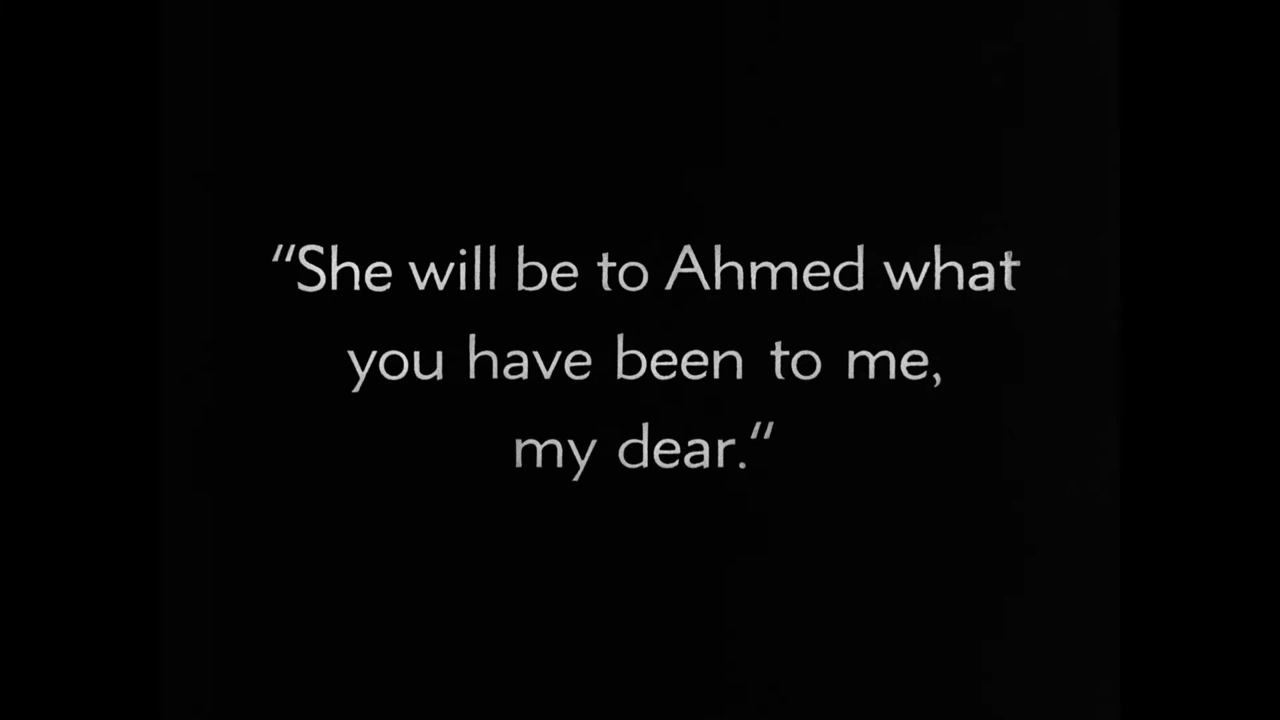 “She will be to Ahmed what
you have been to me,
my dear.“